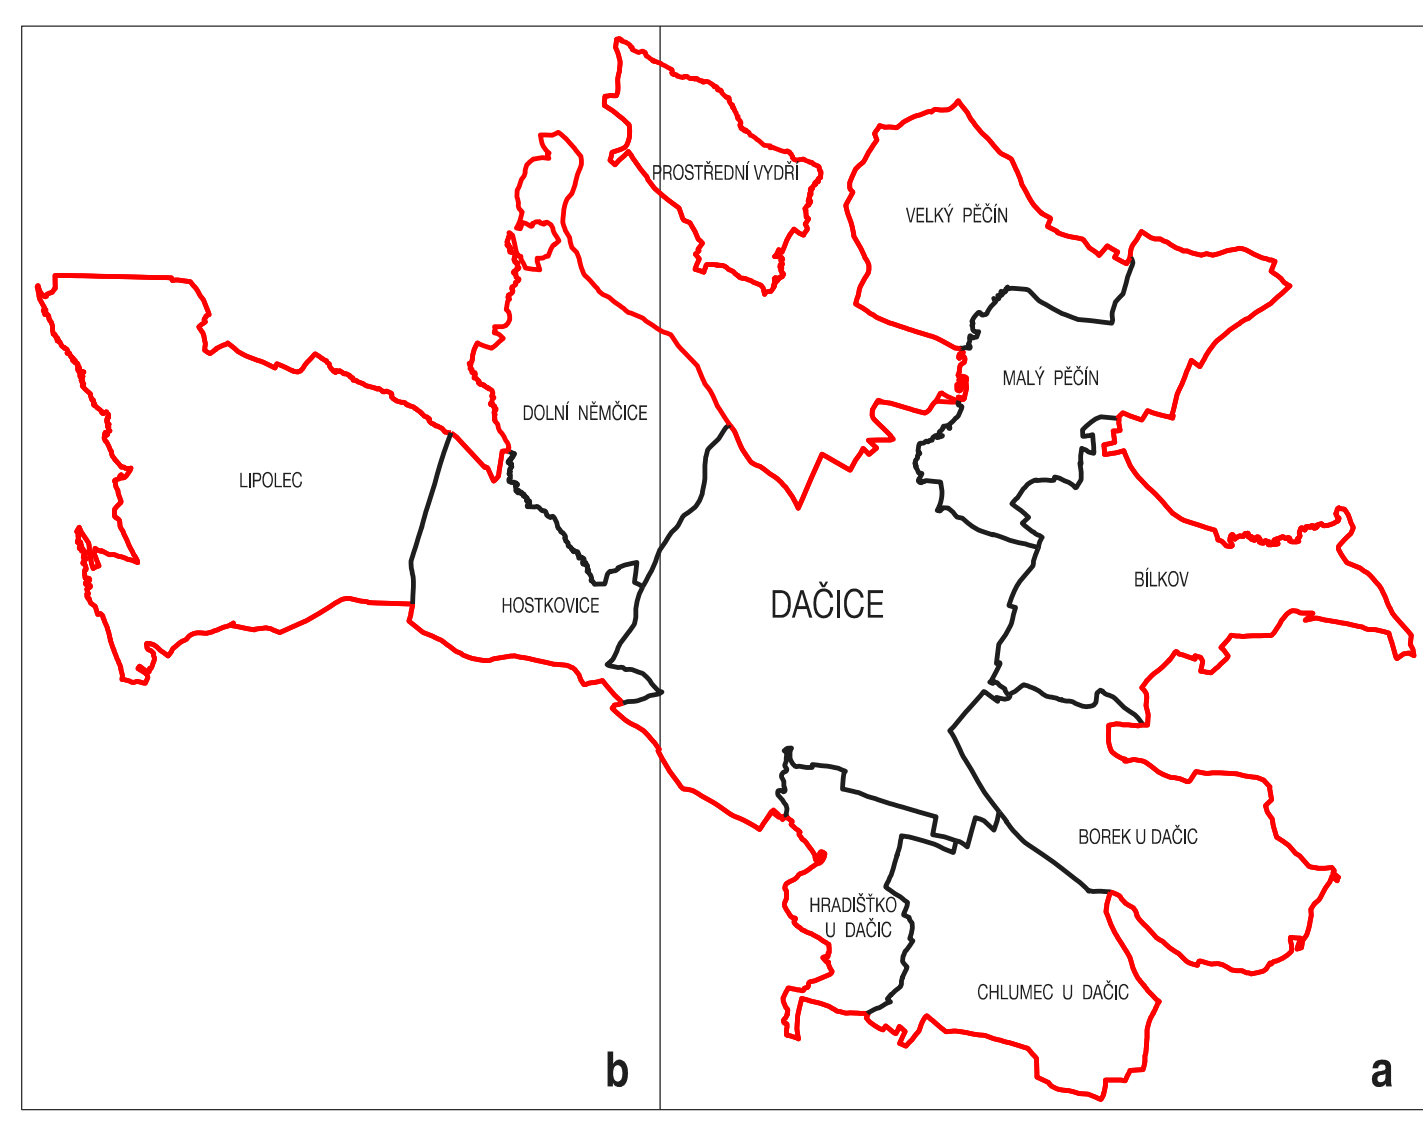 PROSTŘEDNÍ VYDŘÍ
VELKÝ PĚČÍN
MALÝ PĚČÍN
DOLNÍ NĚMČICE
LIPOLEC
BÍLKOV
HOSTKOVICE
DAČICE
BOREK U DAČIC
HRADIŠŤKO
U DAČIC
CHLUMEC U DAČIC
b
a